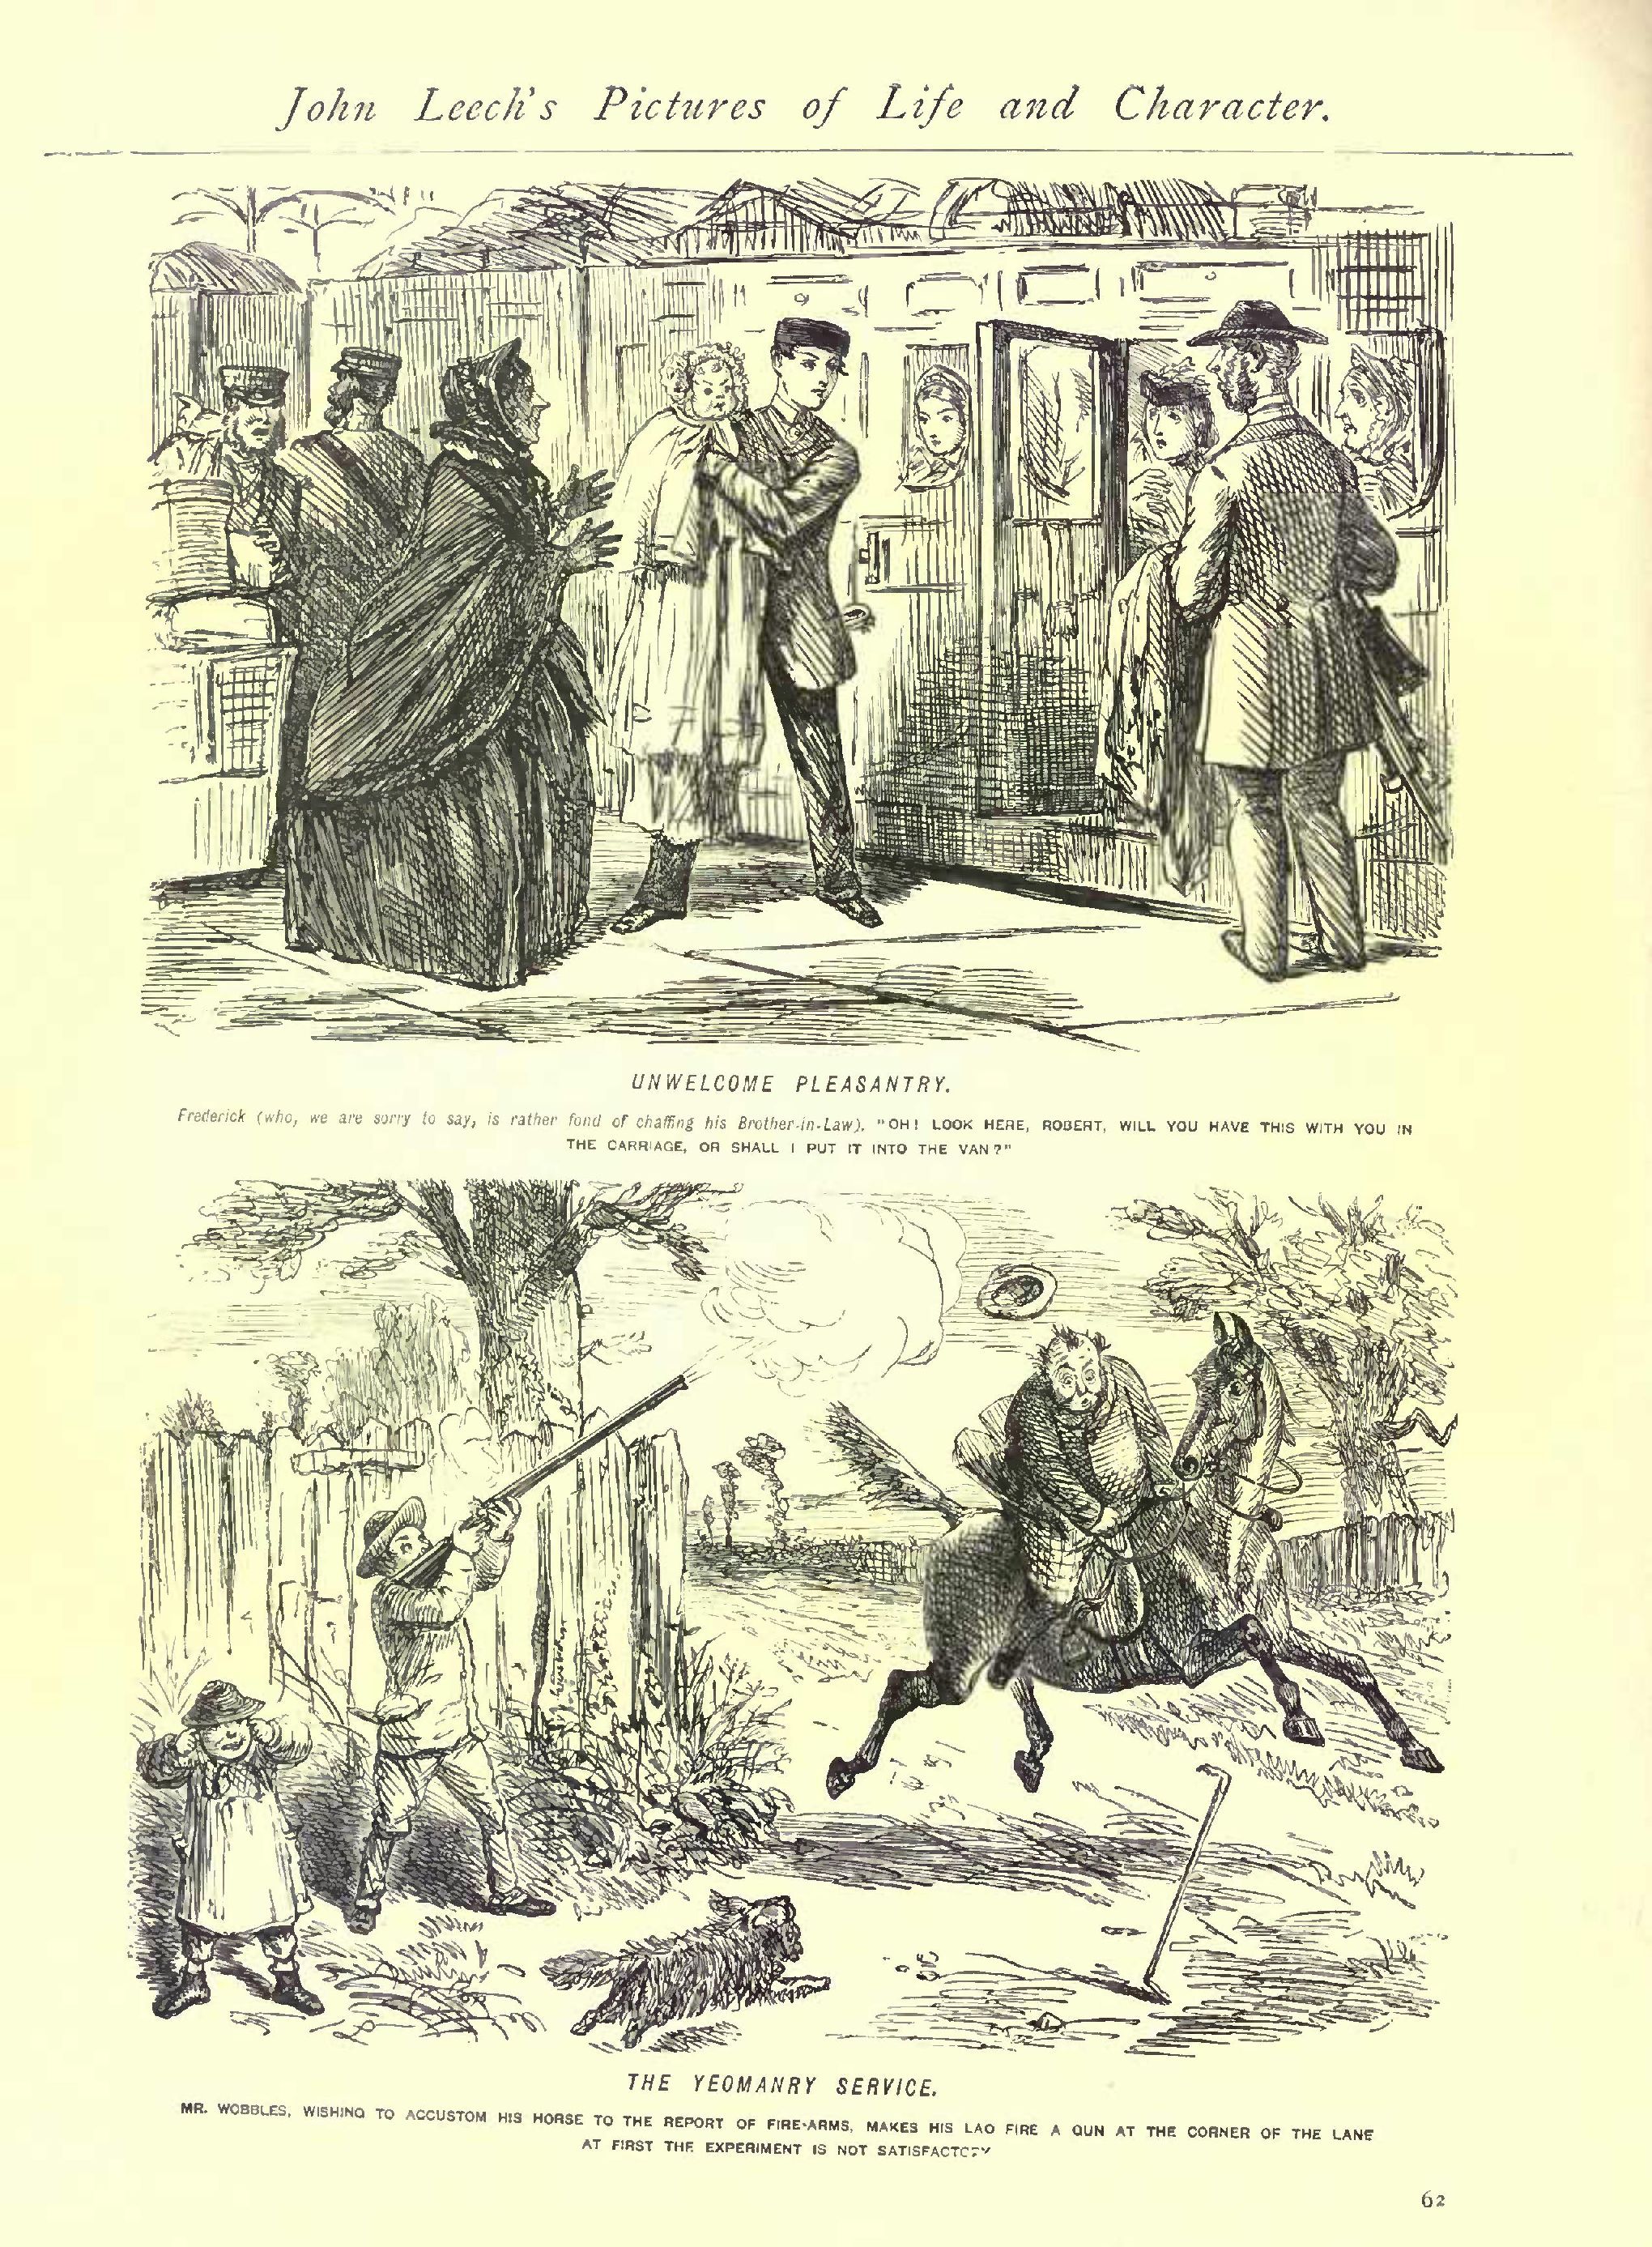 John Leech's Pictures of Life and Character.
UNWELCOME PLEASANTRY.
Frederick (who, we are sorry to say, is rather fond of chaffing his Brother-in-Law). "OH! LOOK HERE, ROBERT, WILL YOU HAVE THIS WITH YOU IN
THE CARRIAGE, OR SHALL I PUT IT INTO THE VAN?"
THE YEOMANRY SERVICE.
MR. WOBBLES, WISHING TO ACCUSTOM HIS HORSE TO THE REPORT OF FIRE-ARMS, MAKES HIS LAD FIRE A GUN AT THE CORNER OF THE LANE
AT FIRST THE EXPERIMENT IS NOT SATISFACTORY
62